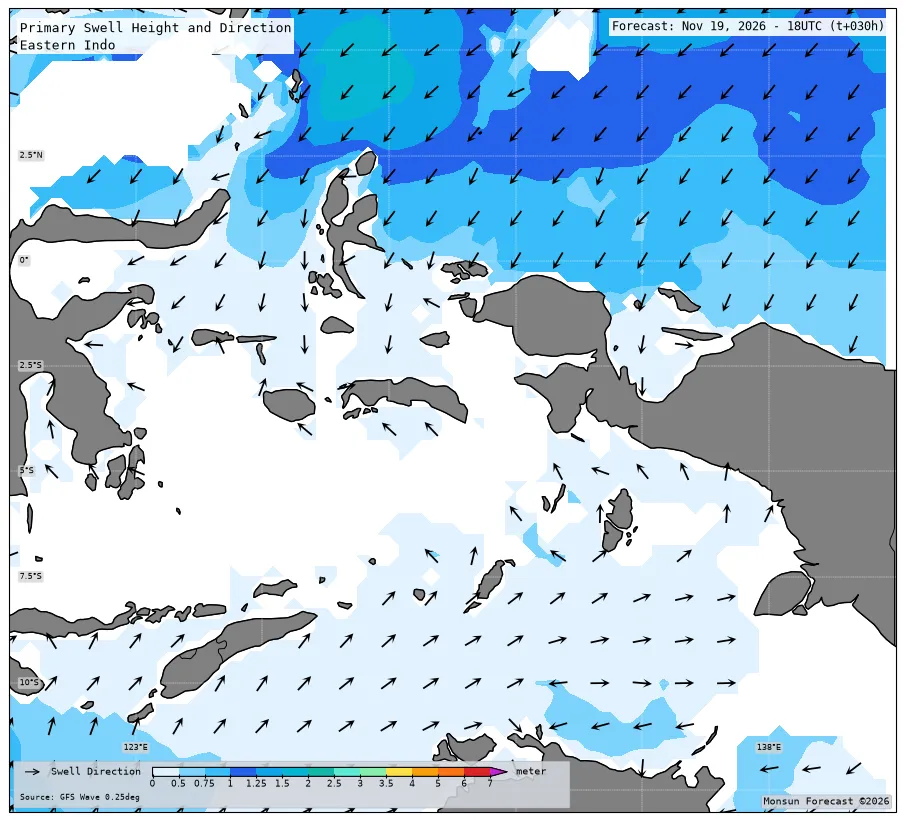 Primary Swell Height and Direction
Eastern Indo
Forecast: Nov 19, 2026 - 18UTC (t+030h)
2.5°N
0°
2.5°S
5°S
7.5°S
10°S
123°E
138°E
Swell Direction
meter
0 0.5 0.75 1 1.25 1.5 2 2.5 3 3.5 4 5 6 7
Source: GFS Wave 0.25deg
Monsun Forecast ©2026